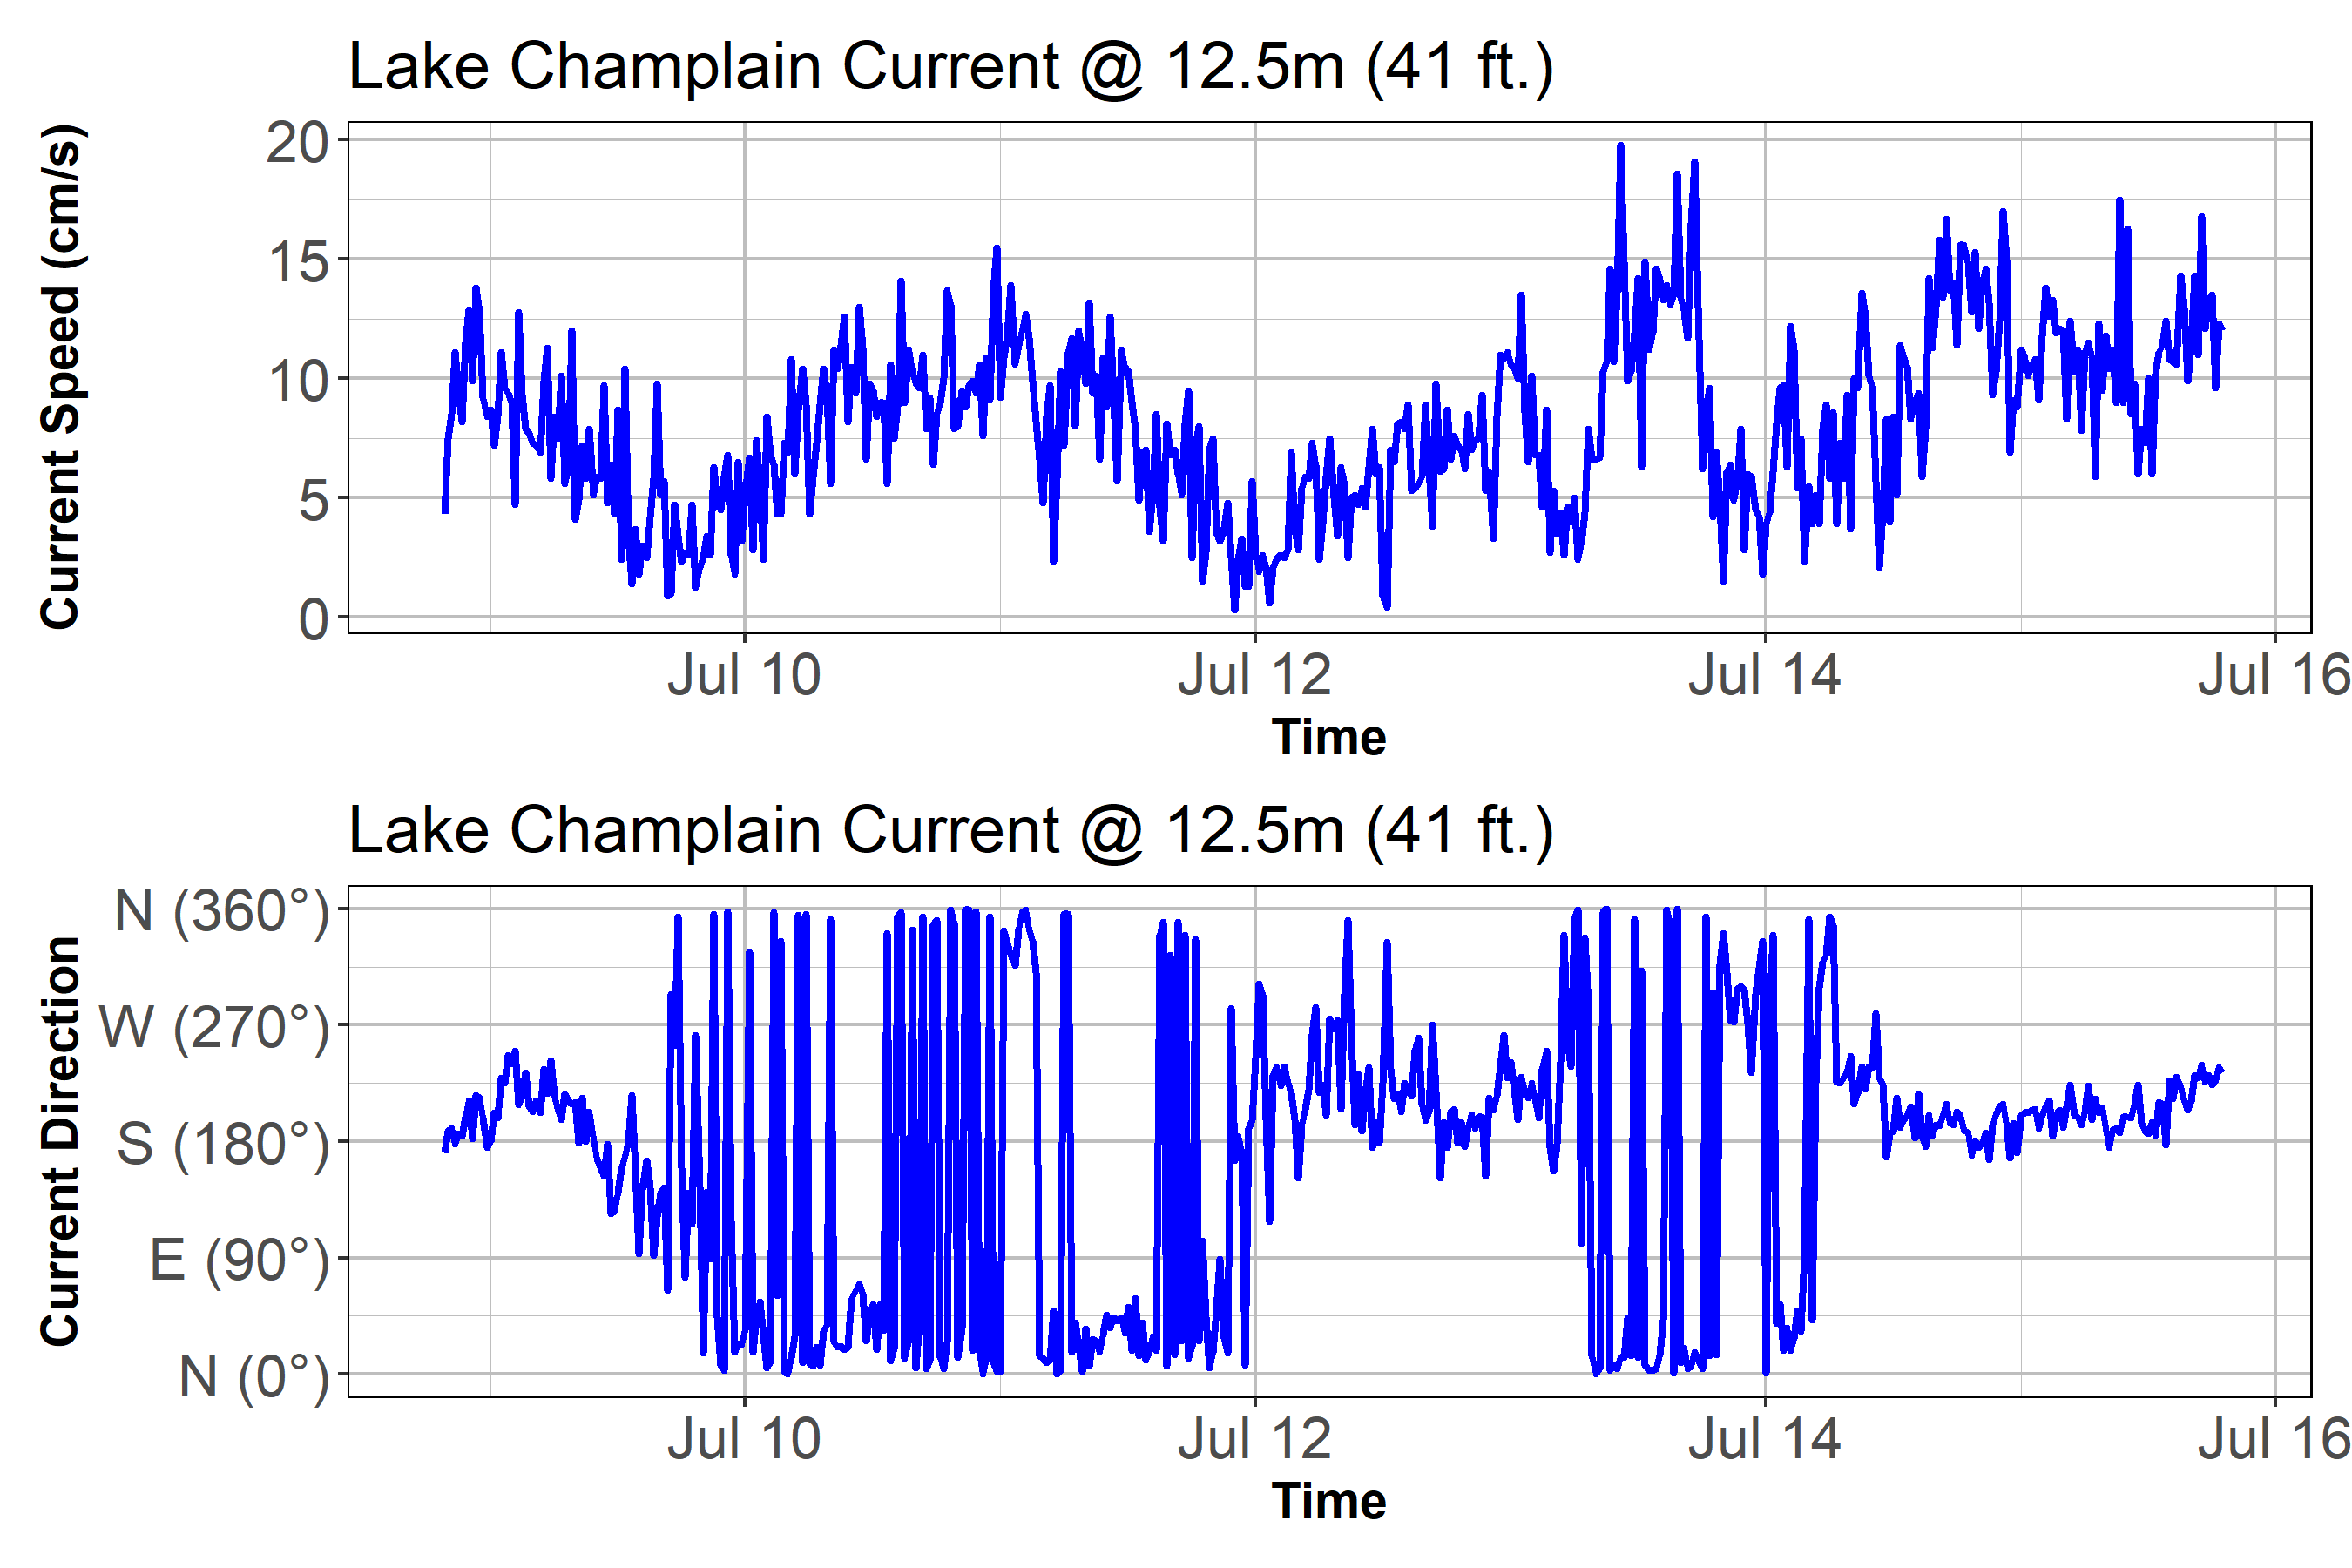 Lake Champlain Current @ 12.5m (41 ft.)
Current Speed (cm/s)
20
15
10
5
0
Jul 10
Jul 12
Jul 14
Jul 16
Time
Lake Champlain Current @ 12.5m (41 ft.)
Current Direction
N (360°)
W (270°)
S (180°)
E (90°)
N (0°)
Jul 10
Jul 12
Jul 14
Jul 16
Time